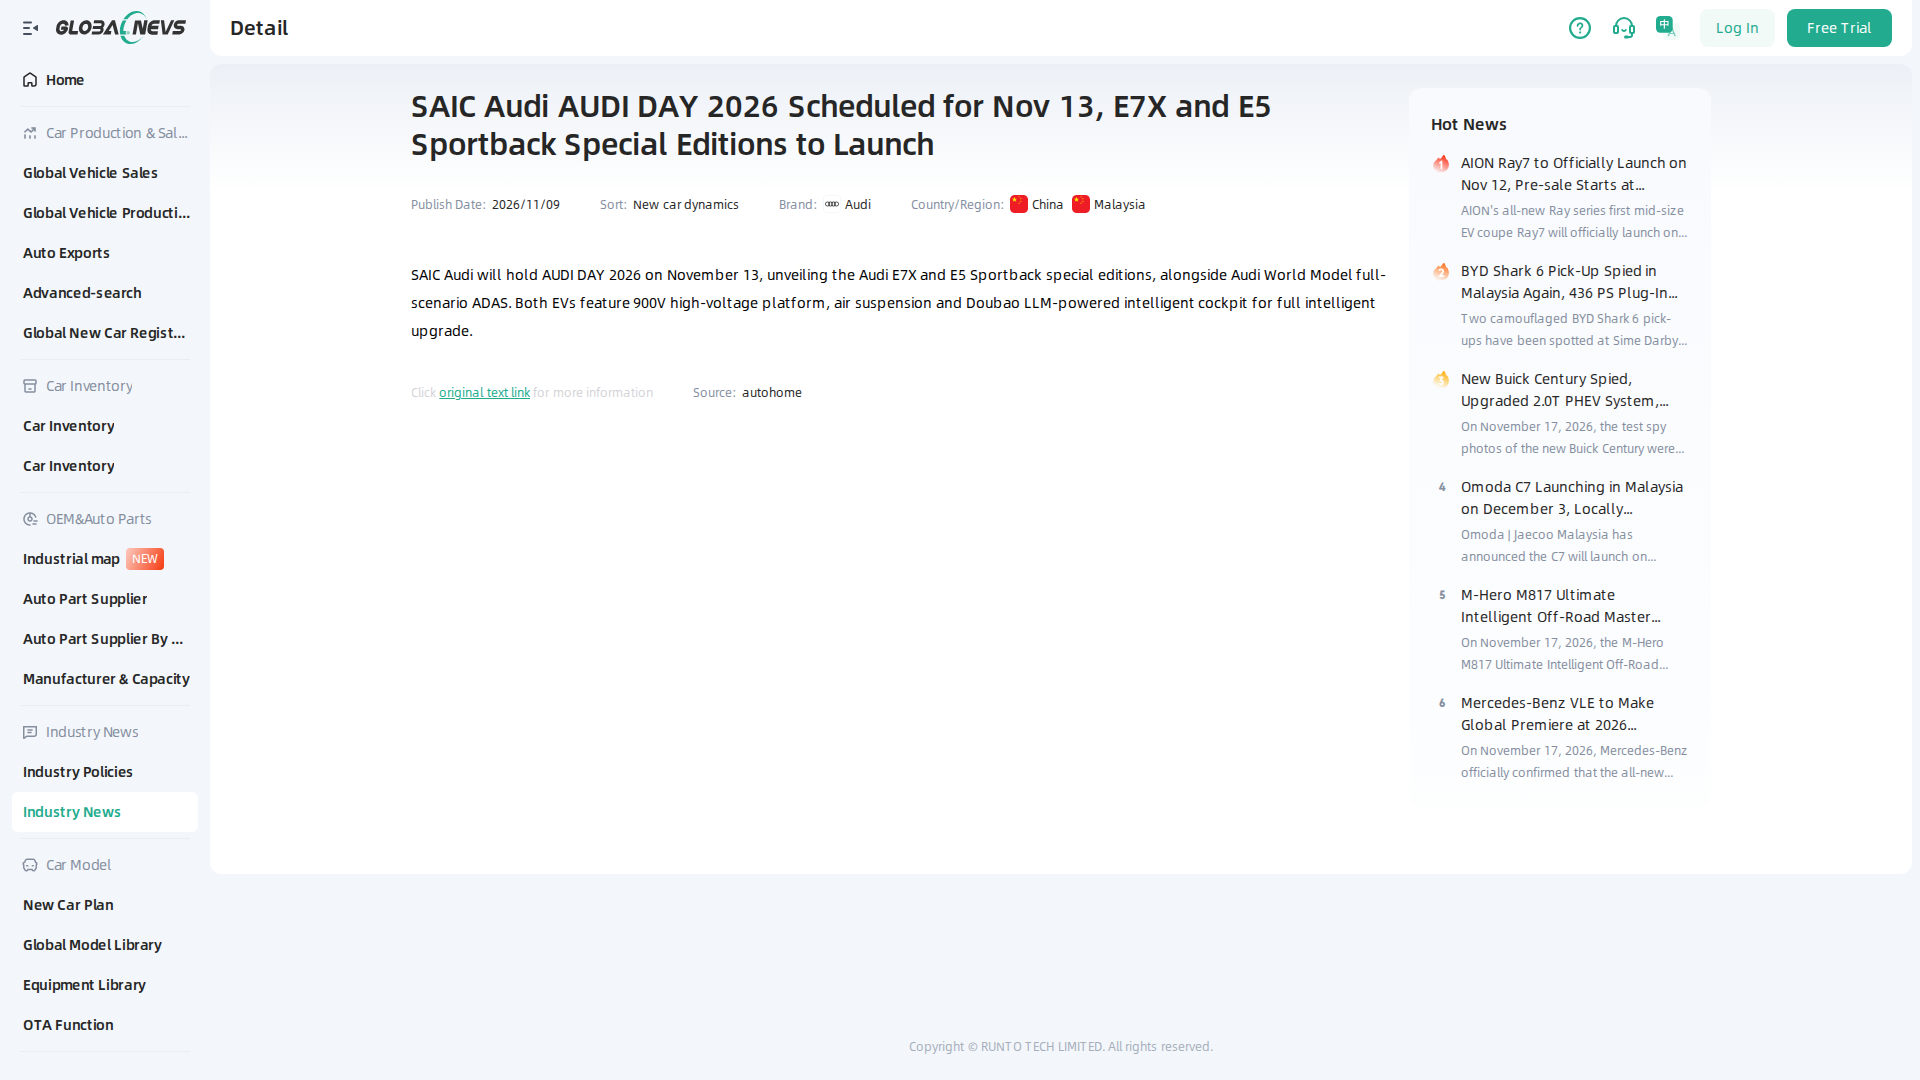 GLOBAL NEVS
Detail
中
A
Log In
Free Trial
Home
Car Production & Sal...
Global Vehicle Sales
Global Vehicle Producti...
Auto Exports
Advanced-search
Global New Car Regist...
Car Inventory
Car Inventory
Car Inventory
OEM&Auto Parts
Industrial map NEW
Auto Part Supplier
Auto Part Supplier By ...
Manufacturer & Capacity
Industry News
Industry Policies
Industry News
Car Model
New Car Plan
Global Model Library
Equipment Library
OTA Function
SAIC Audi AUDI DAY 2026 Scheduled for Nov 13, E7X and E5
Sportback Special Editions to Launch
Publish Date: 2026/11/09 Sort: New car dynamics Brand: Audi Country/Region: China Malaysia
SAIC Audi will hold AUDI DAY 2026 on November 13, unveiling the Audi E7X and E5 Sportback special editions, alongside Audi World Model full-
scenario ADAS. Both EVs feature 900V high-voltage platform, air suspension and Doubao LLM-powered intelligent cockpit for full intelligent
upgrade.
Click original text link for more information Source: autohome
Hot News
1
AION Ray7 to Officially Launch on
Nov 12, Pre-sale Starts at...
AION's all-new Ray series first mid-size
EV coupe Ray7 will officially launch on...
2
BYD Shark 6 Pick-Up Spied in
Malaysia Again, 436 PS Plug-In...
Two camouflaged BYD Shark 6 pick-
ups have been spotted at Sime Darby...
3
New Buick Century Spied,
Upgraded 2.0T PHEV System,...
On November 17, 2026, the test spy
photos of the new Buick Century were...
4
Omoda C7 Launching in Malaysia
on December 3, Locally...
Omoda | Jaecoo Malaysia has
announced the C7 will launch on...
5
M-Hero M817 Ultimate
Intelligent Off-Road Master...
On November 17, 2026, the M-Hero
M817 Ultimate Intelligent Off-Road...
6
Mercedes-Benz VLE to Make
Global Premiere at 2026...
On November 17, 2026, Mercedes-Benz
officially confirmed that the all-new...
Copyright © RUNTO TECH LIMITED. All rights reserved.